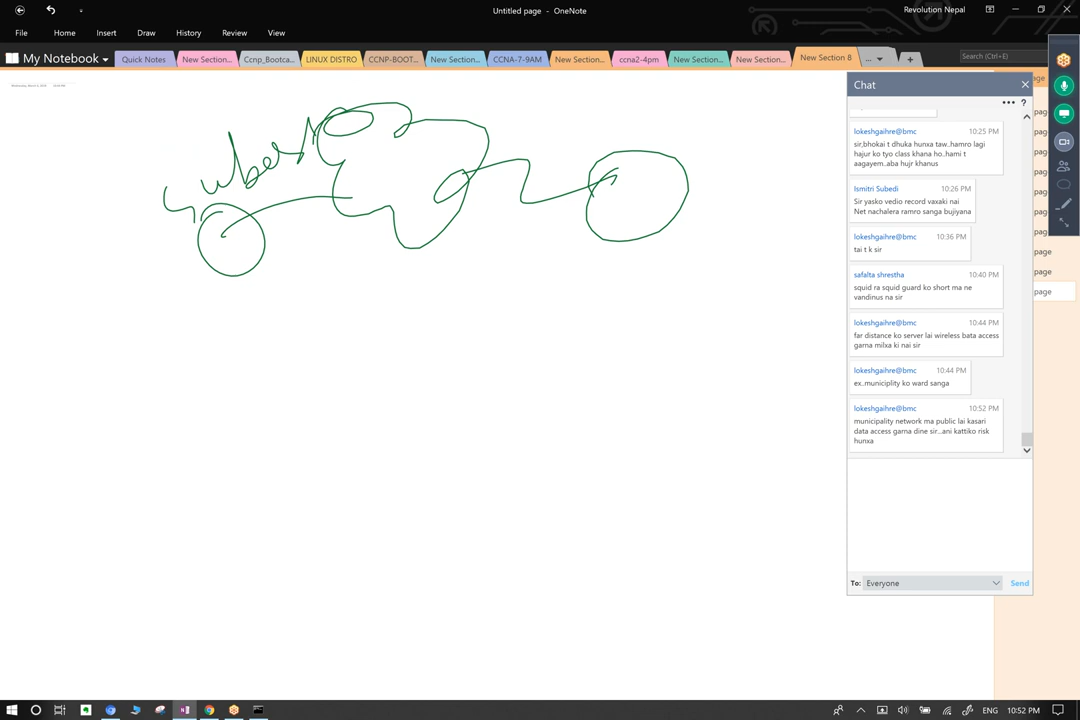 Untitled page - OneNote
Revolution Nepal
File Home Insert Draw History Review View
My Notebook
Quick Notes
New Section...
Ccnp_Bootca...
LINUX DISTRO
CCNP-BOOT...
New Section...
CCNA-7-9AM
New Section...
ccna2-4pm
New Section...
New Section...
New Section 8
...
Search (Ctrl+E)
Chat
lokeshgaihre@bmc 10:25 PM
sir,bhokai t dhuka hunxa taw..hamro lagi
hajur ko tyo class khana ho..hami t
aagayem..aba hujr khanus
Ismitri Subedi 10:26 PM
Sir yasko vedio record vaxaki nai
Net nachalera ramro sanga bujiyana
lokeshgaihre@bmc 10:36 PM
tai t k sir
safalta shrestha 10:40 PM
squid ra squid guard ko short ma ne
vandinus na sir
lokeshgaihre@bmc 10:44 PM
far distance ko server lai wireless bata access
garna milxa ki nai sir
lokeshgaihre@bmc 10:44 PM
ex..municiplity ko ward sanga
lokeshgaihre@bmc 10:52 PM
municipality network ma public lai kasari
data access garna dine sir...ani kattiko risk
hunxa
To: Everyone Send
age
page
page
page
ENG 10:52 PM